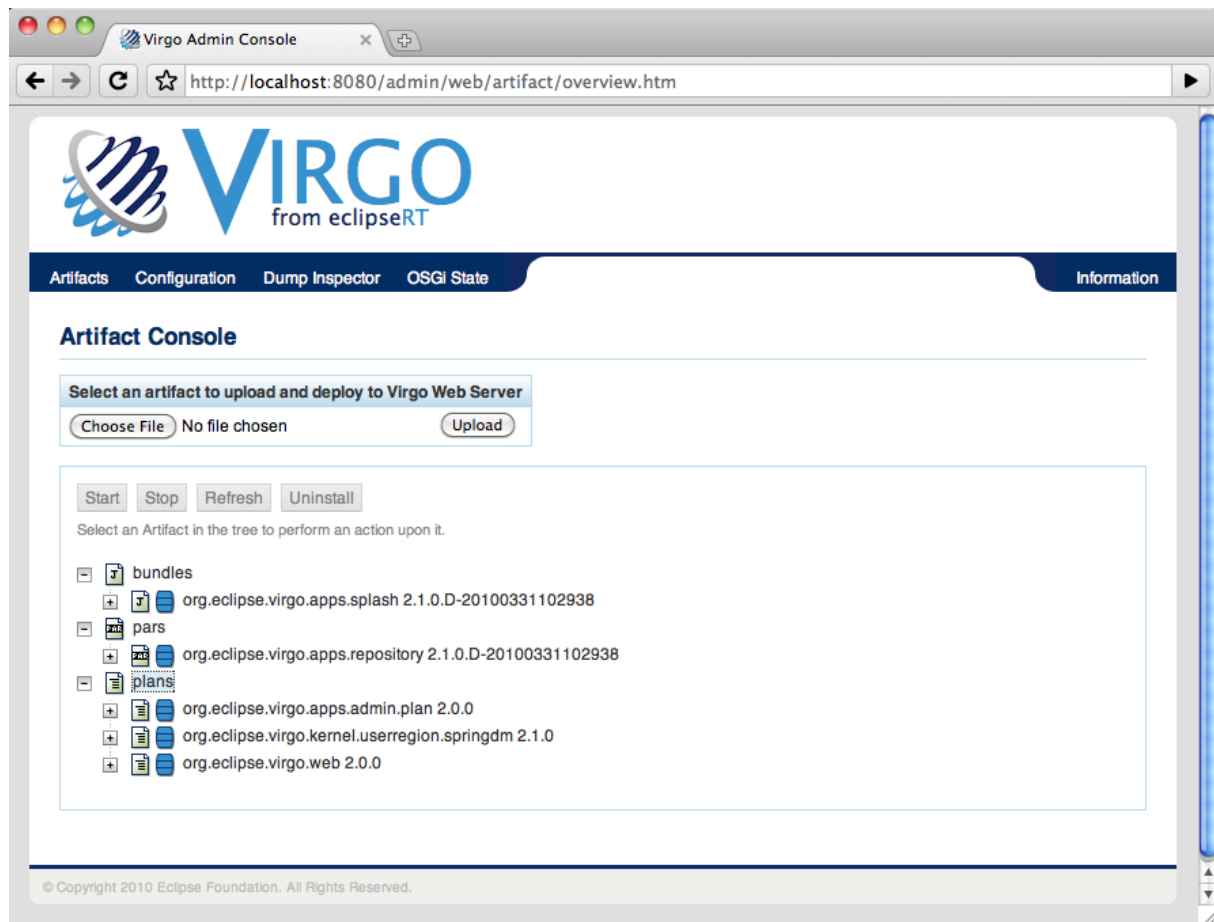 Virgo Admin Console
http://localhost:8080/admin/web/artifact/overview.htm
VIRGO
from eclipseRT
Artifacts Configuration Dump Inspector OSGi State Information
Artifact Console
Select an artifact to upload and deploy to Virgo Web Server
Choose File No file chosen Upload
Start Stop Refresh Uninstall
Select an Artifact in the tree to perform an action upon it.
bundles
org.eclipse.virgo.apps.splash 2.1.0.D-20100331102938
pars
org.eclipse.virgo.apps.repository 2.1.0.D-20100331102938
plans
org.eclipse.virgo.apps.admin.plan 2.0.0
org.eclipse.virgo.kernel.userregion.springdm 2.1.0
org.eclipse.virgo.web 2.0.0
© Copyright 2010 Eclipse Foundation. All Rights Reserved.